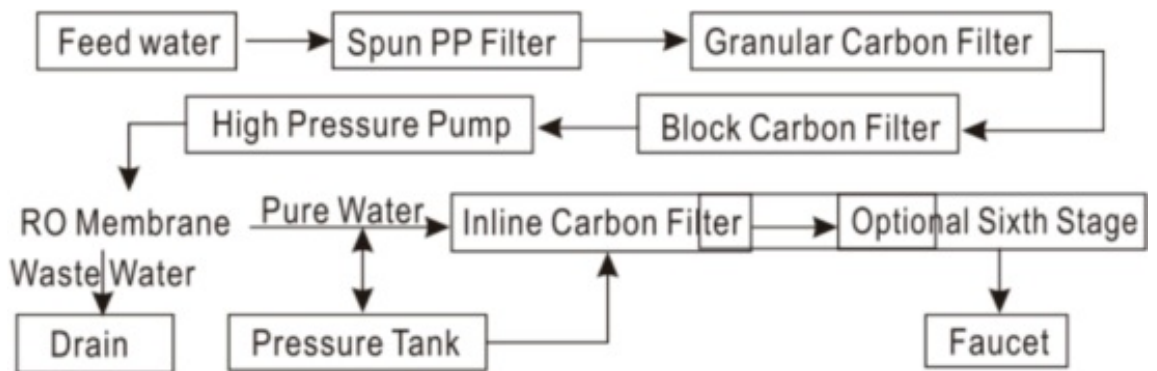 Feed water
Spun PP Filter
Granular Carbon Filter
High Pressure Pump
Block Carbon Filter
RO Membrane
Pure Water
Inline Carbon Filter
Optional Sixth Stage
Waste Water
Drain
Pressure Tank
Faucet